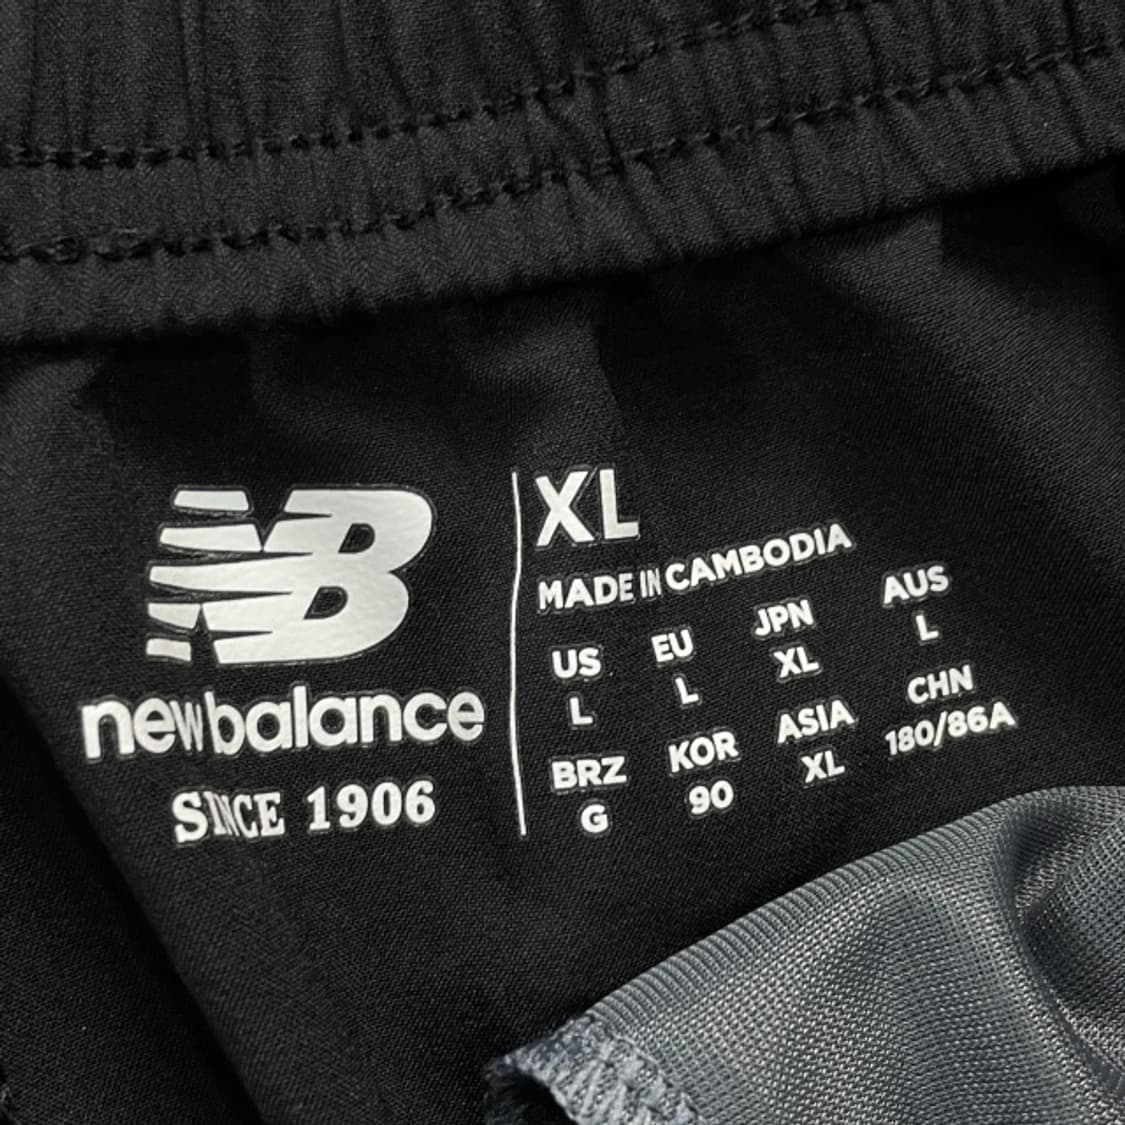 NB
newbalance
SINCE 1906
XL
MADE IN CAMBODIA
US EU JPN AUS
L L XL L
BRZ KOR ASIA CHN
G 90 XL 180/86A